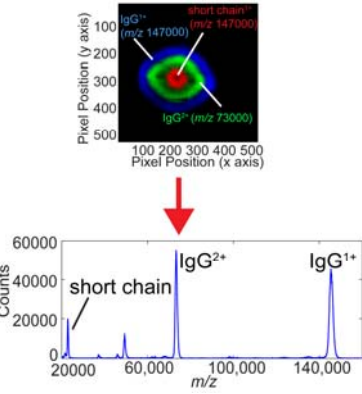 IgG1+
(m/z 147000)
short chain1+
(m/z 147000)
IgG2+ (m/z 73000)
Pixel Position (y axis)
100
200
300
400
500
100 200 300 400 500
Pixel Position (x axis)
60000
40000
20000
0
Counts
short chain
IgG2+
IgG1+
20000 60,000 100,000 140,000
m/z